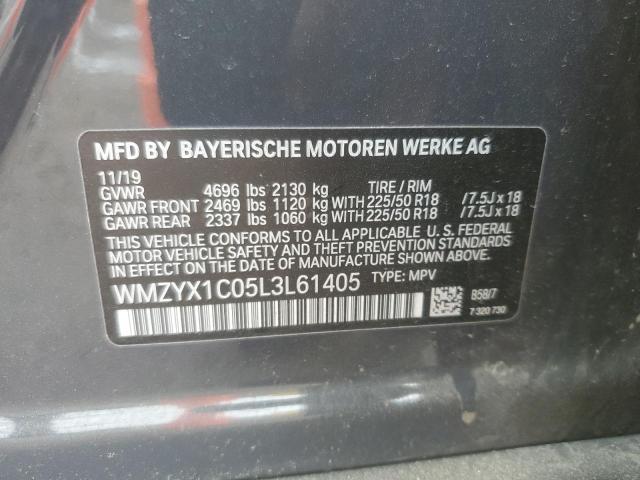 MFD BY BAYERISCHE MOTOREN WERKE AG
11/19
GVWR 4696 lbs 2130 kg TIRE / RIM
GAWR FRONT 2469 lbs 1120 kg WITH 225/50 R18 /7.5J x 18
GAWR REAR 2337 lbs 1060 kg WITH 225/50 R18 /7.5J x 18
THIS VEHICLE CONFORMS TO ALL APPLICABLE U. S. FEDERAL
MOTOR VEHICLE SAFETY AND THEFT PREVENTION STANDARDS
IN EFFECT ON THE DATE OF MANUFACTURE SHOWN ABOVE.
WMZYX1C05L3L61405 TYPE: MPV
858/7
7 320 730